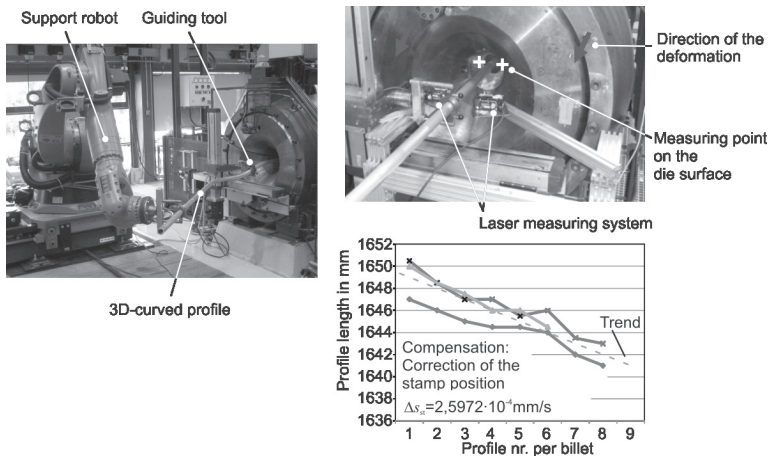 Support robot
Guiding tool
3D-curved profile
Direction of the
deformation
Measuring point
on the
die surface
Laser measuring system
Profile length in mm
1652
1650
1648
1646
1644
1642
1640
1638
1636
Trend
Compensation:
Correction of the
stamp position
Δsst=2,5972·10-4mm/s
1 2 3 4 5 6 7 8 9
Profile nr. per billet